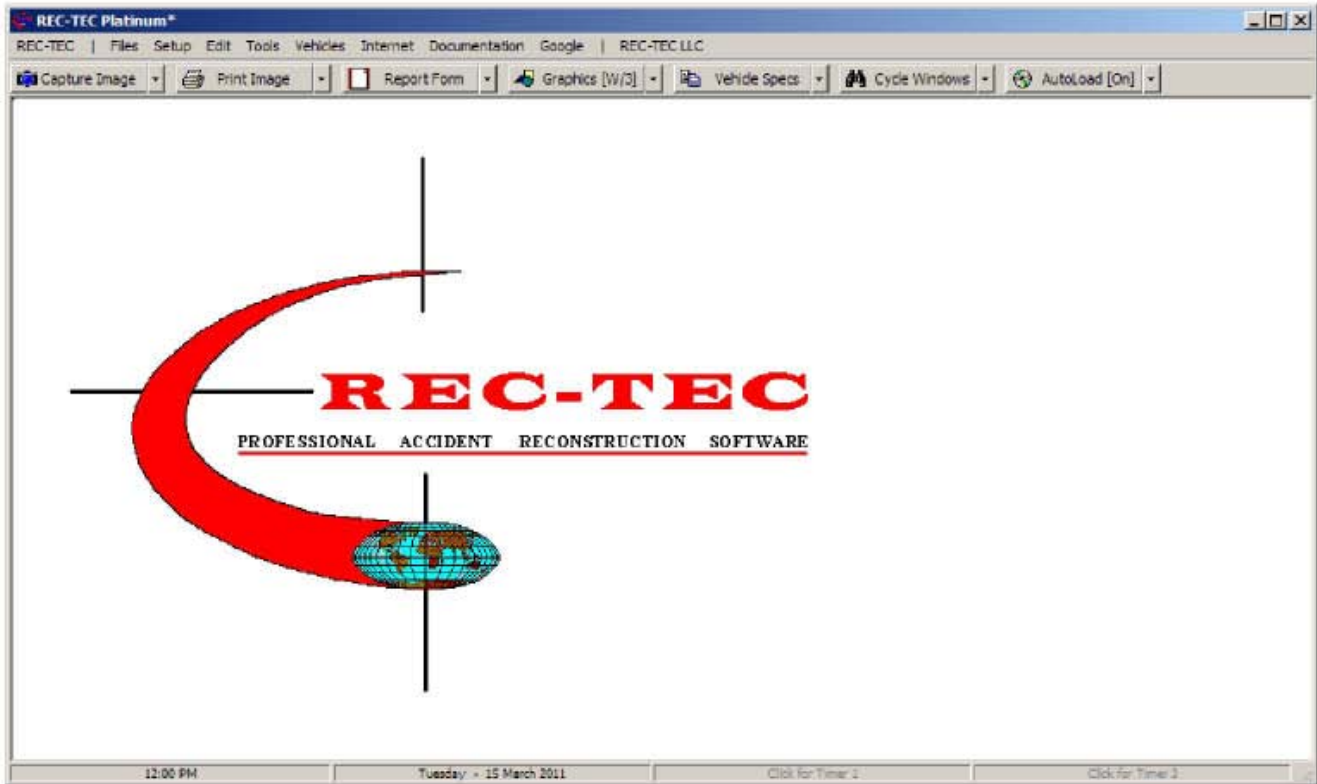 REC-TEC Platinum*
REC-TEC | Files Setup Edit Tools Vehicles Internet Documentation Google | REC-TEC LLC
Capture Image Print Image Report Form Graphics [W/3] Vehicle Specs Cycle Windows AutoLoad [On]
REC-TEC
PROFESSIONAL ACCIDENT RECONSTRUCTION SOFTWARE
12:00 PM Tuesday - 15 March 2011 Click for Timer 1 Click for Timer 2